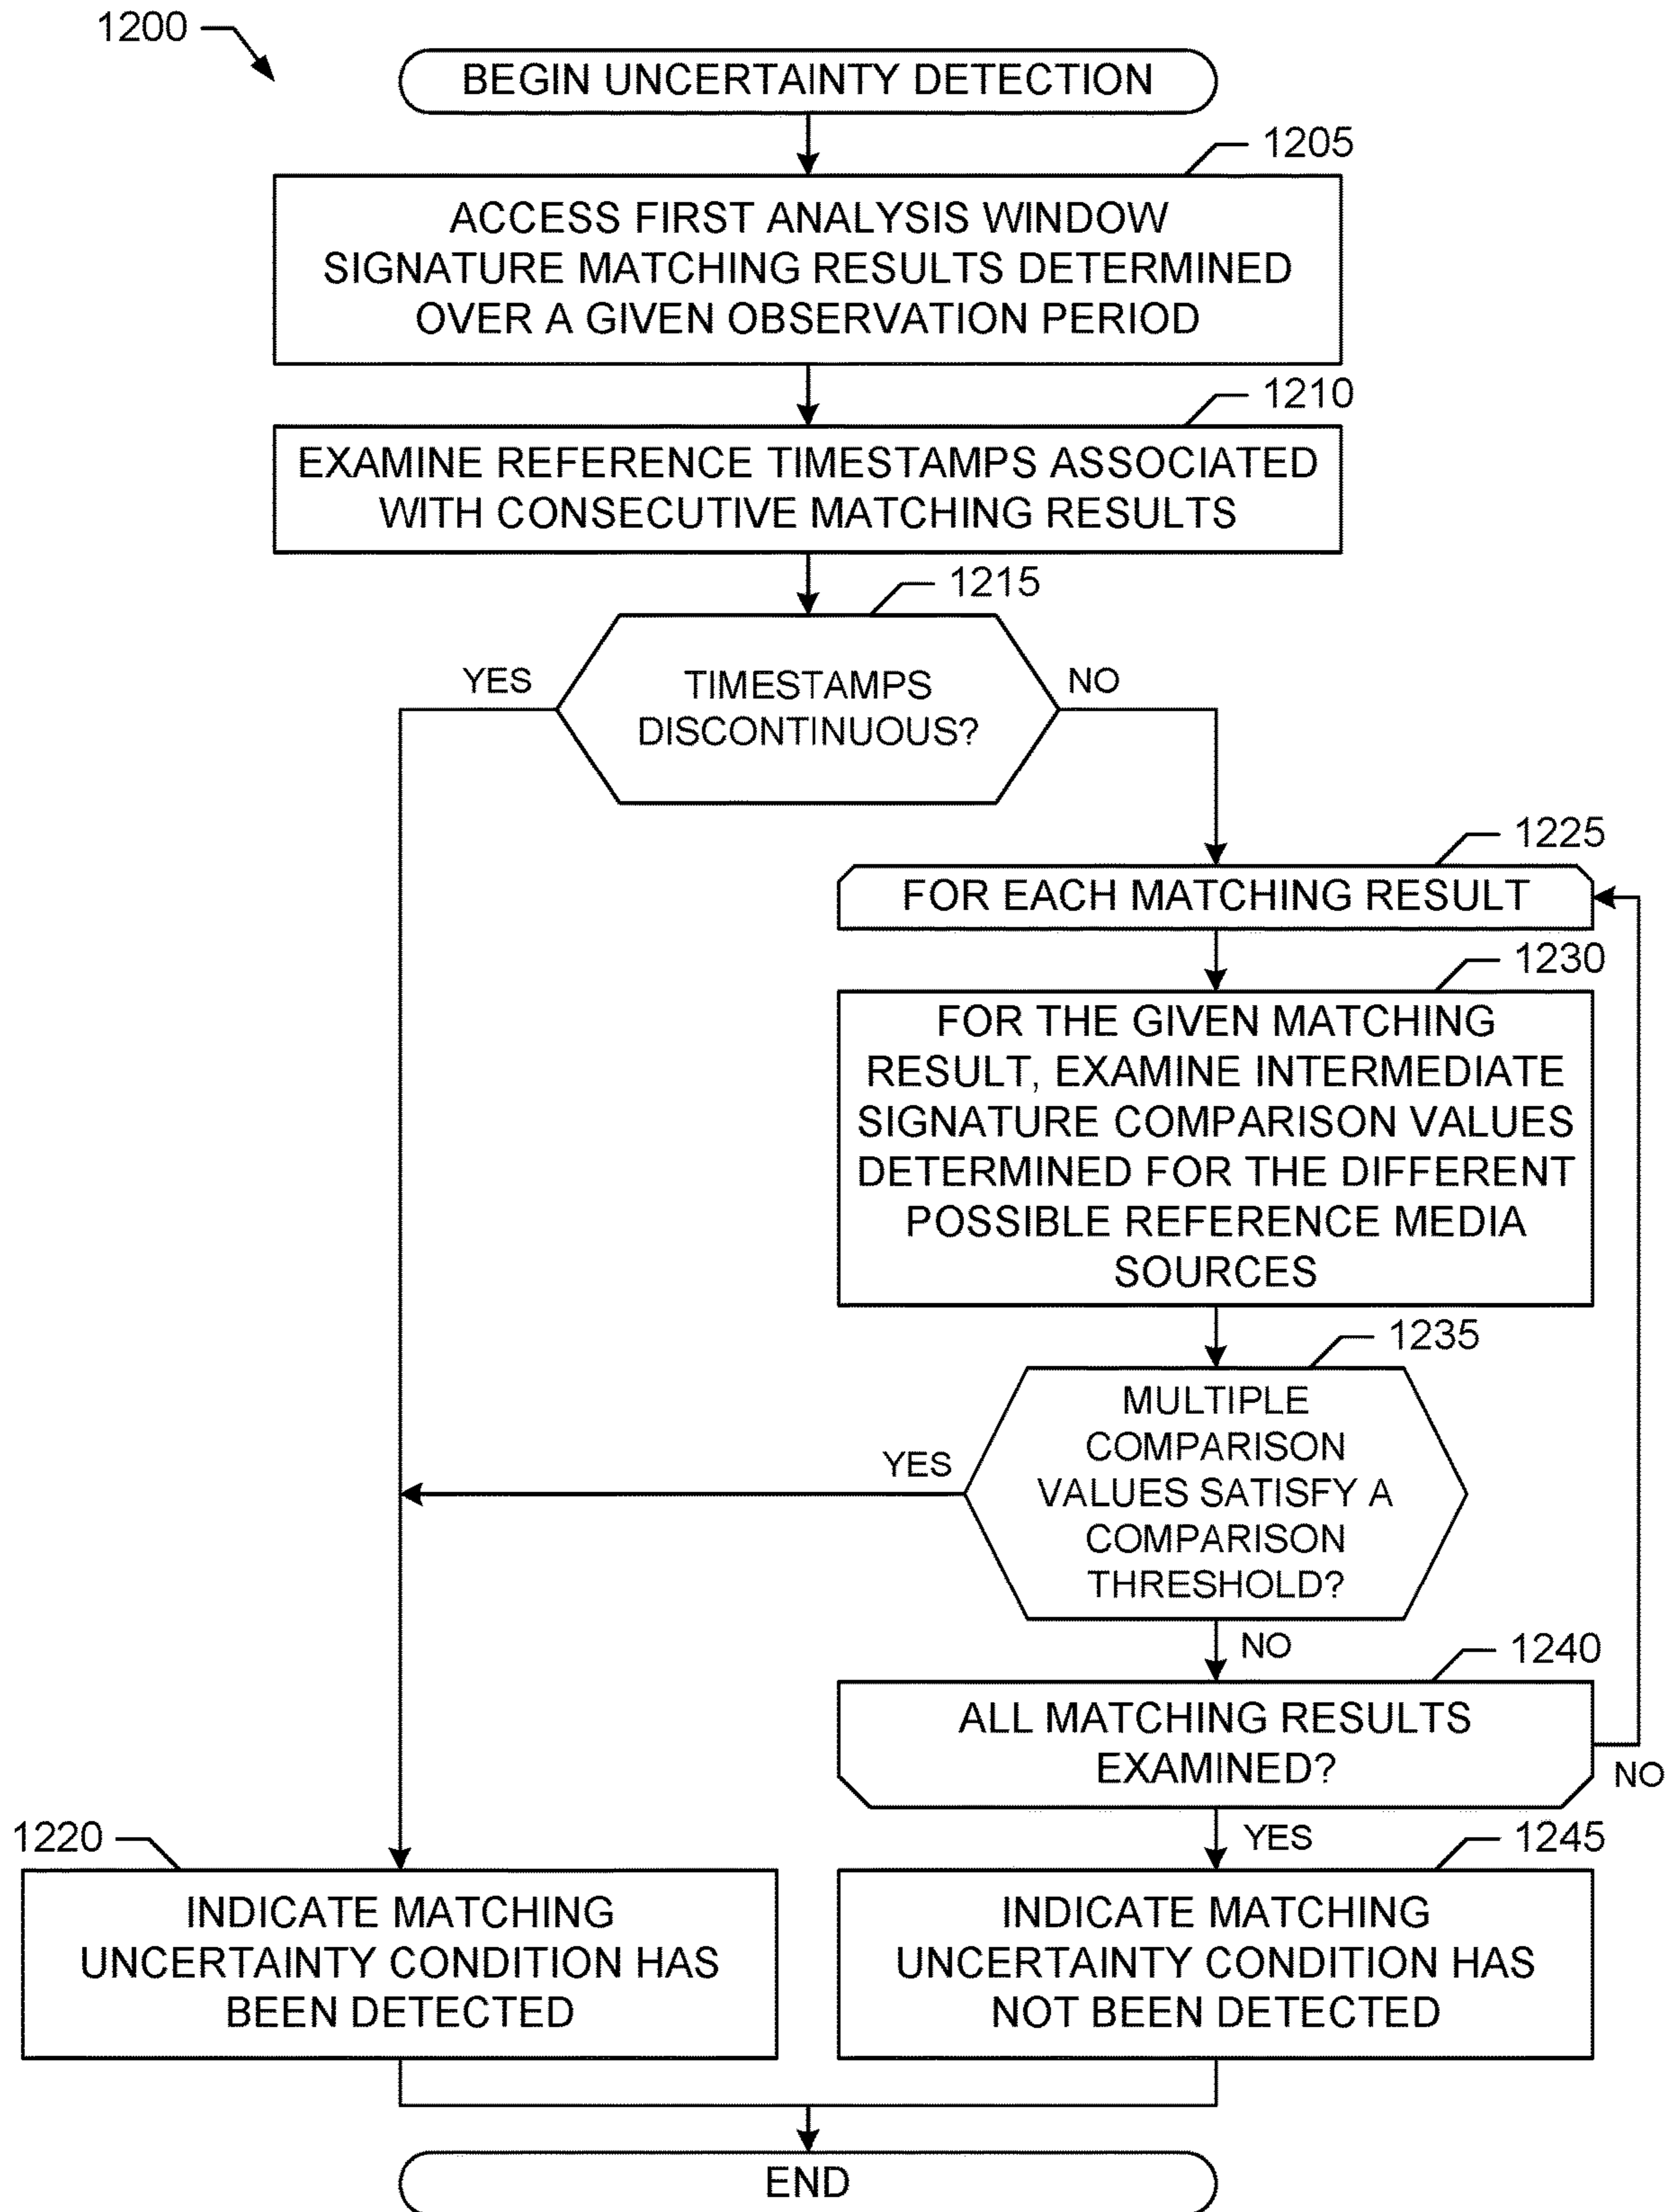 1200
BEGIN UNCERTAINTY DETECTION
1205
ACCESS FIRST ANALYSIS WINDOW
SIGNATURE MATCHING RESULTS DETERMINED
OVER A GIVEN OBSERVATION PERIOD
1210
EXAMINE REFERENCE TIMESTAMPS ASSOCIATED
WITH CONSECUTIVE MATCHING RESULTS
1215
YES
TIMESTAMPS
DISCONTINUOUS?
NO
1225
FOR EACH MATCHING RESULT
1230
FOR THE GIVEN MATCHING
RESULT, EXAMINE INTERMEDIATE
SIGNATURE COMPARISON VALUES
DETERMINED FOR THE DIFFERENT
POSSIBLE REFERENCE MEDIA
SOURCES
1235
MULTIPLE
COMPARISON
VALUES SATISFY A
COMPARISON
THRESHOLD?
YES
NO
1240
ALL MATCHING RESULTS
EXAMINED?
NO
YES
1220
INDICATE MATCHING
UNCERTAINTY CONDITION HAS
BEEN DETECTED
1245
INDICATE MATCHING
UNCERTAINTY CONDITION HAS
NOT BEEN DETECTED
END